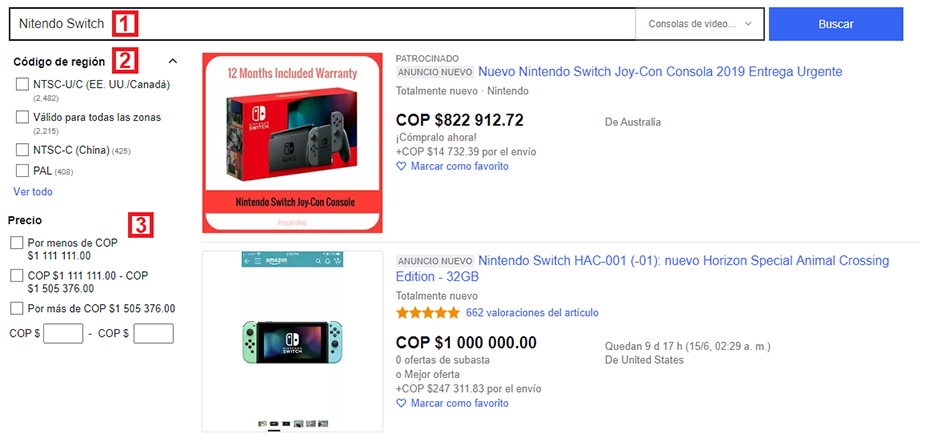 Nitendo Switch
1
Consolas de video...
Buscar
Código de región
2
NTSC-U/C (EE. UU./Canadá)
(2,482)
Válido para todas las zonas
(2,215)
NTSC-C (China) (425)
PAL (408)
Ver todo
Precio
3
Por menos de COP
$1 111 111.00
COP $1 111 111.00 - COP
$1 505 376.00
Por más de COP $1 505 376.00
COP $ - COP $
12 Months Included Warranty
NINTENDO
SWITCH
Nintendo Switch Joy-Con Console
PATROCINADO
ANUNCIO NUEVO Nuevo Nintendo Switch Joy-Con Consola 2019 Entrega Urgente
Totalmente nuevo · Nintendo
COP $822 912.72
De Australia
¡Cómpralo ahora!
+COP $14 732.39 por el envío
Marcar como favorito
amazon
NINTENDO
SWITCH
ANUNCIO NUEVO Nintendo Switch HAC-001 (-01): nuevo Horizon Special Animal Crossing
Edition - 32GB
Totalmente nuevo
662 valoraciones del artículo
COP $1 000 000.00
Quedan 9 d 17 h (15/6, 02:29 a. m.)
0 ofertas de subasta
De United States
o Mejor oferta
+COP $247 311.83 por el envío
Marcar como favorito